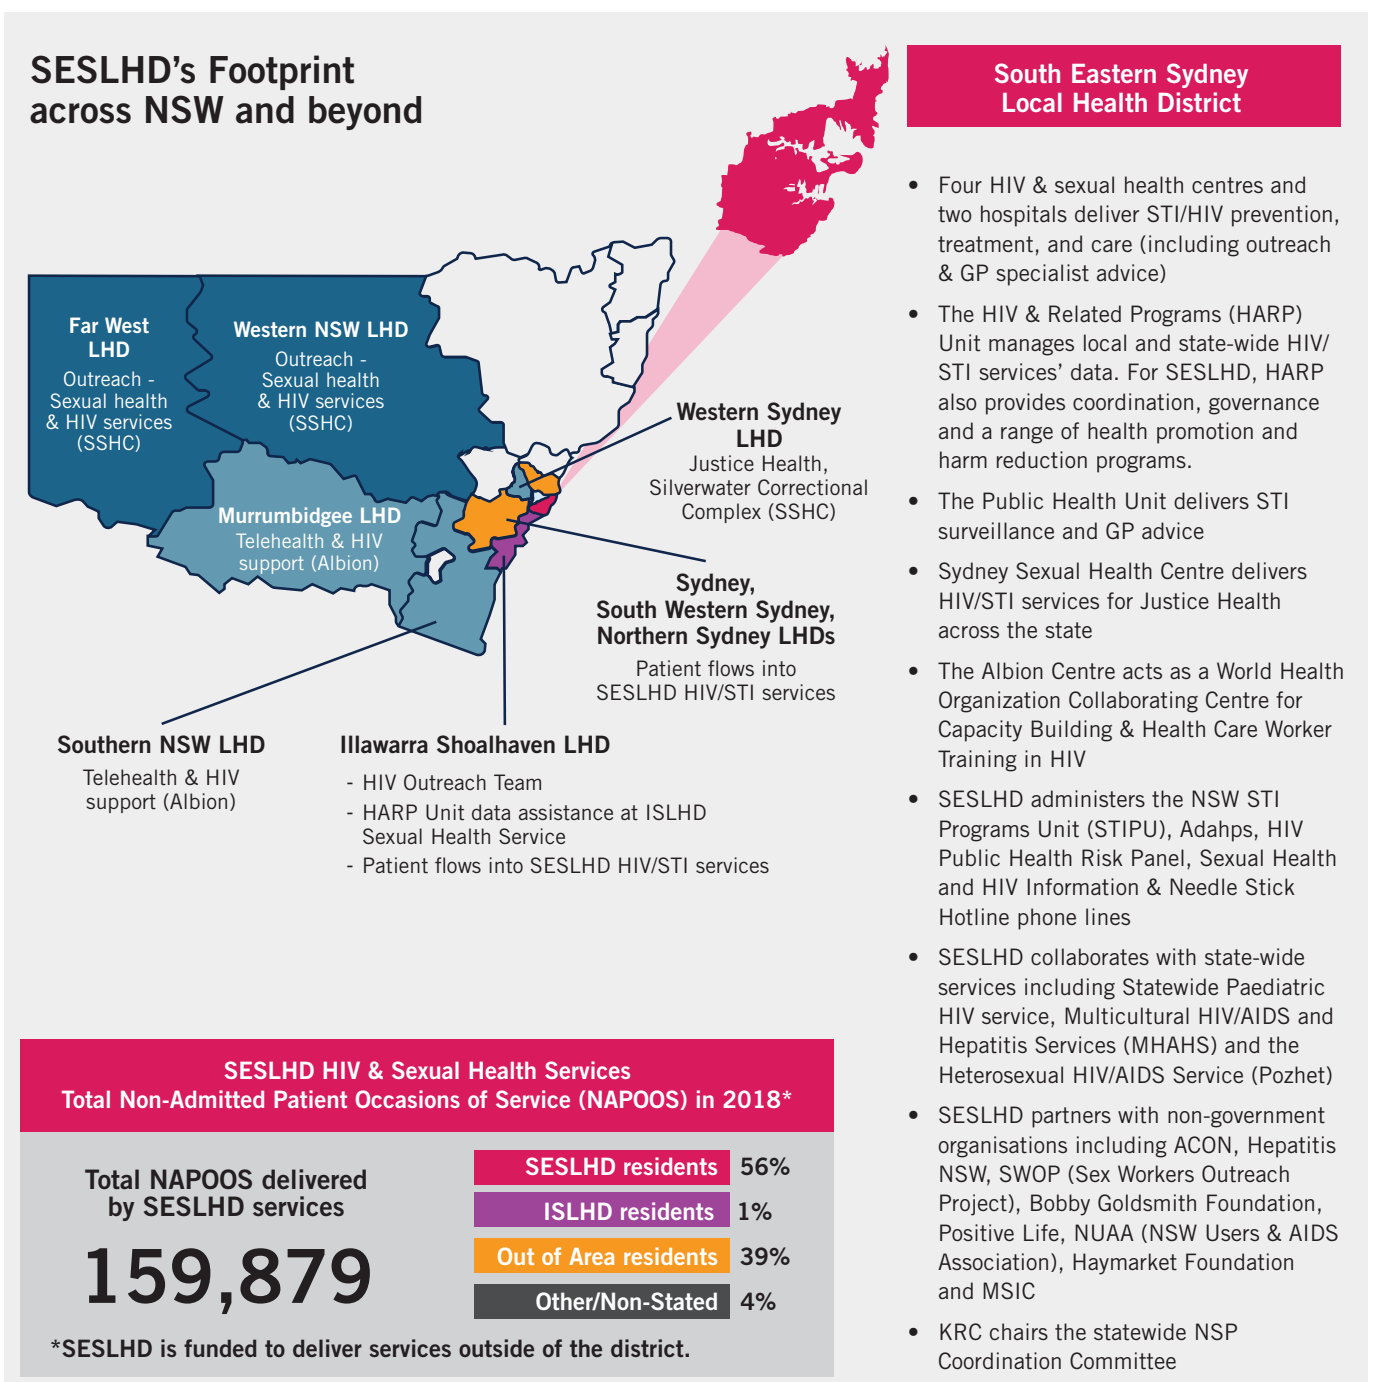 SESLHD's Footprint
across NSW and beyond
Far West
LHD
Outreach -
Sexual health
& HIV services
(SSHC)
Western NSW LHD
Outreach -
Sexual health
& HIV services
(SSHC)
Murrumbidgee LHD
Telehealth & HIV
support (Albion)
Western Sydney
LHD
Justice Health,
Silverwater Correctional
Complex (SSHC)
Sydney,
South Western Sydney,
Northern Sydney LHDs
Patient flows into
SESLHD HIV/STI services
Southern NSW LHD
Telehealth & HIV
support (Albion)
Illawarra Shoalhaven LHD
- HIV Outreach Team
- HARP Unit data assistance at ISLHD
Sexual Health Service
- Patient flows into SESLHD HIV/STI services
SESLHD HIV & Sexual Health Services
Total Non-Admitted Patient Occasions of Service (NAPOOS) in 2018*
Total NAPOOS delivered
by SESLHD services
159,879
SESLHD residents 56%
ISLHD residents 1%
Out of Area residents 39%
Other/Non-Stated 4%
*SESLHD is funded to deliver services outside of the district.
South Eastern Sydney
Local Health District
• Four HIV & sexual health centres and
two hospitals deliver STI/HIV prevention,
treatment, and care (including outreach
& GP specialist advice)
• The HIV & Related Programs (HARP)
Unit manages local and state-wide HIV/
STI services' data. For SESLHD, HARP
also provides coordination, governance
and a range of health promotion and
harm reduction programs.
• The Public Health Unit delivers STI
surveillance and GP advice
• Sydney Sexual Health Centre delivers
HIV/STI services for Justice Health
across the state
• The Albion Centre acts as a World Health
Organization Collaborating Centre for
Capacity Building & Health Care Worker
Training in HIV
• SESLHD administers the NSW STI
Programs Unit (STIPU), Adahps, HIV
Public Health Risk Panel, Sexual Health
and HIV Information & Needle Stick
Hotline phone lines
• SESLHD collaborates with state-wide
services including Statewide Paediatric
HIV service, Multicultural HIV/AIDS and
Hepatitis Services (MHAHS) and the
Heterosexual HIV/AIDS Service (Pozhet)
• SESLHD partners with non-government
organisations including ACON, Hepatitis
NSW, SWOP (Sex Workers Outreach
Project), Bobby Goldsmith Foundation,
Positive Life, NUAA (NSW Users & AIDS
Association), Haymarket Foundation
and MSIC
• KRC chairs the statewide NSP
Coordination Committee